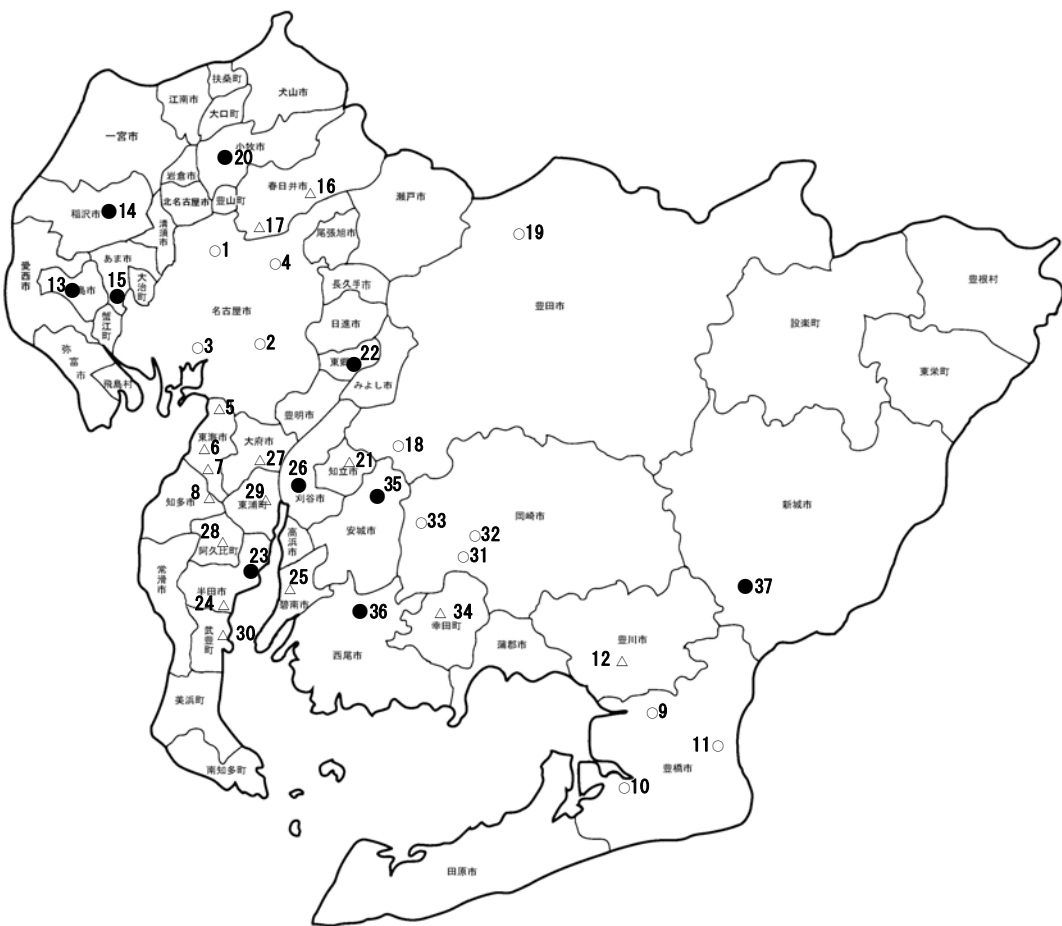 扶桑町
江南市
犬山市
大口町
一宮市
小牧市
●20
岩倉市
春日井市
16
△
瀬戸市
北名古屋市
豊山町
稲沢市
●14
清須市
△
17
尾張旭市
○19
○1
○4
あま市
愛西市
13
●
島市
15
●
大治町
長久手市
豊根村
豊田市
名古屋市
蟹江町
日進市
設楽町
○3
○2
東郷
22
●
弥富市
飛島村
みよし市
東栄町
△5
豊明市
東海市
大府市
6
△
○18
27
△
21
△
知立市
7
△
26
●
35
●
刈谷市
知多市
8
△
29
△
東浦町
新城市
岡崎市
○33
安城市
○32
28
△
高浜市
阿久比町
○31
23
●
常滑市
25
△
碧南市
●37
半田市
24
△
●36
△34
幸田町
武豊町
△30
豊川市
蒲郡市
西尾市
12
△
美浜町
○9
11○
南知多町
豊橋市
○10
田原市